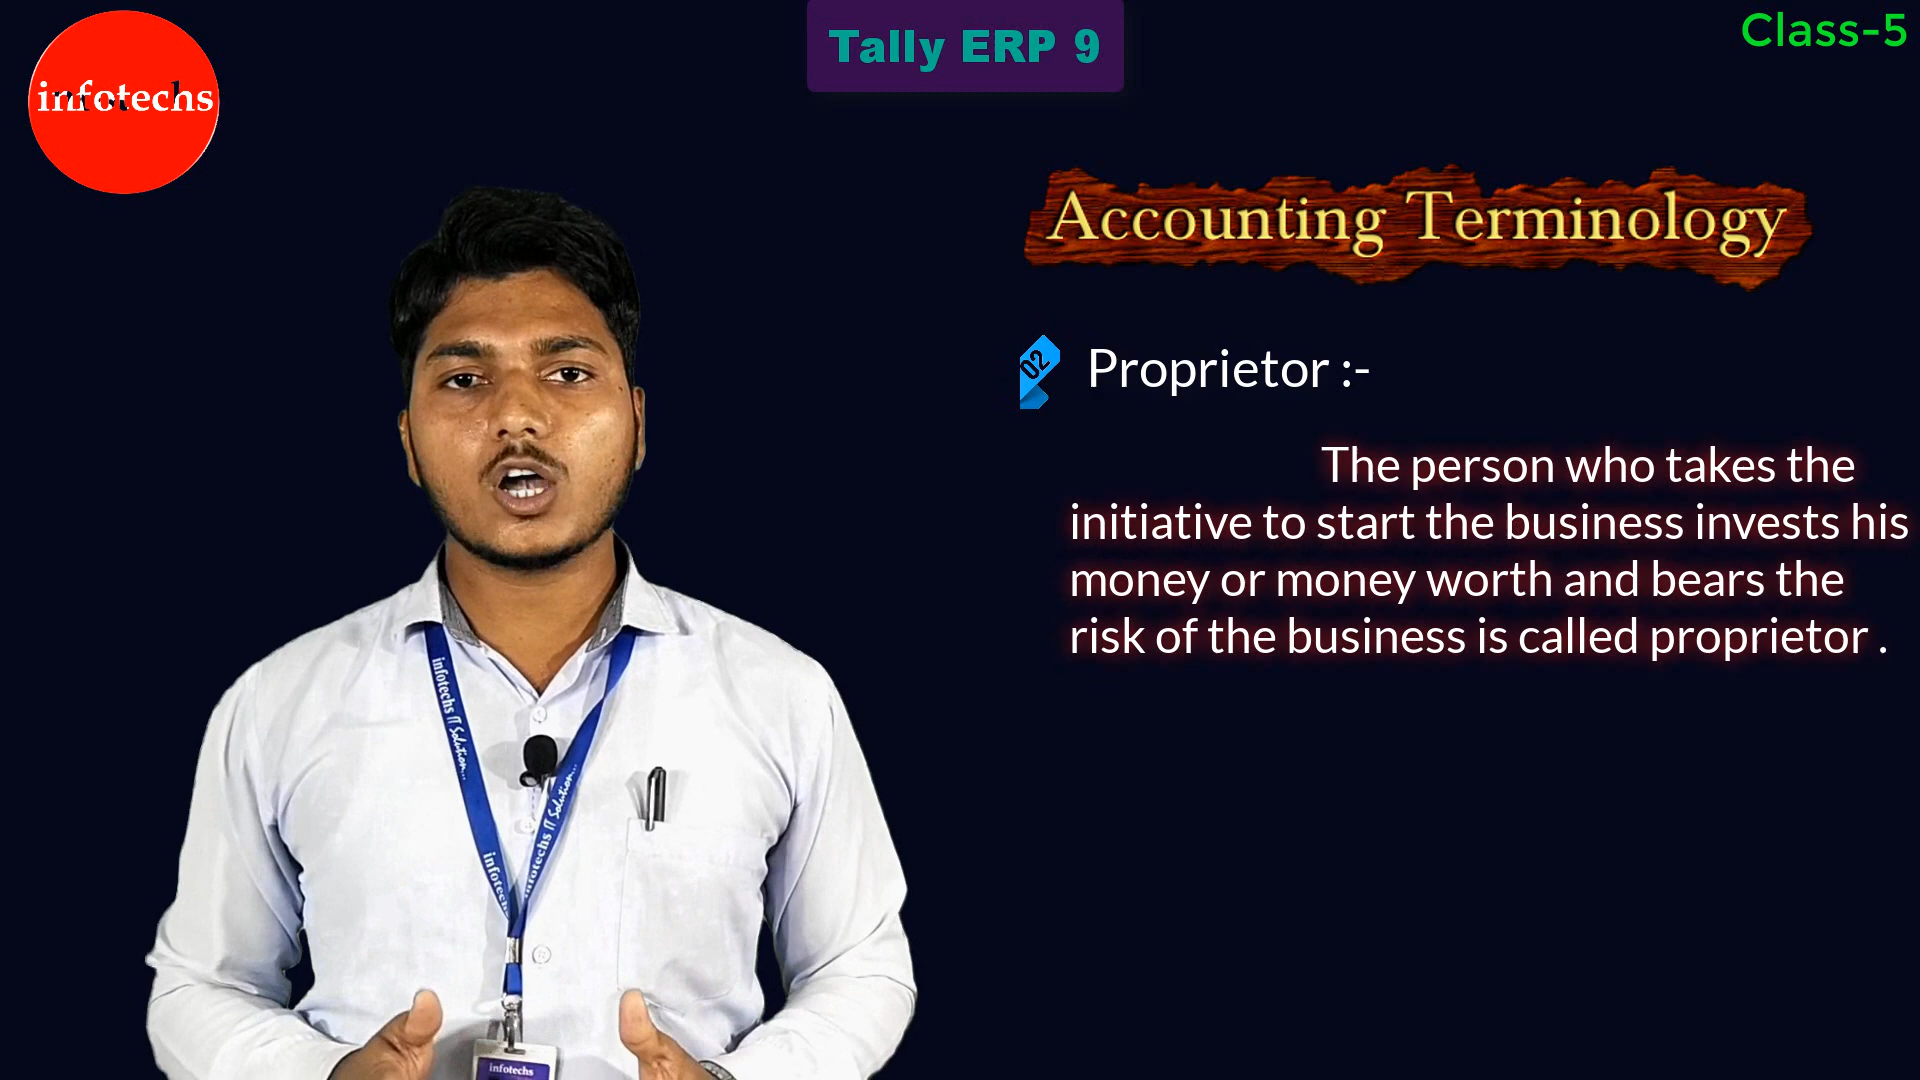 infotechs
Tally ERP 9
Class-5
Accounting Terminology
02
Proprietor :-
The person who takes the
initiative to start the business invests his
money or money worth and bears the
risk of the business is called proprietor .
infotechs IT Solution...
infotechs
infotechs IT Solution...
infotechs